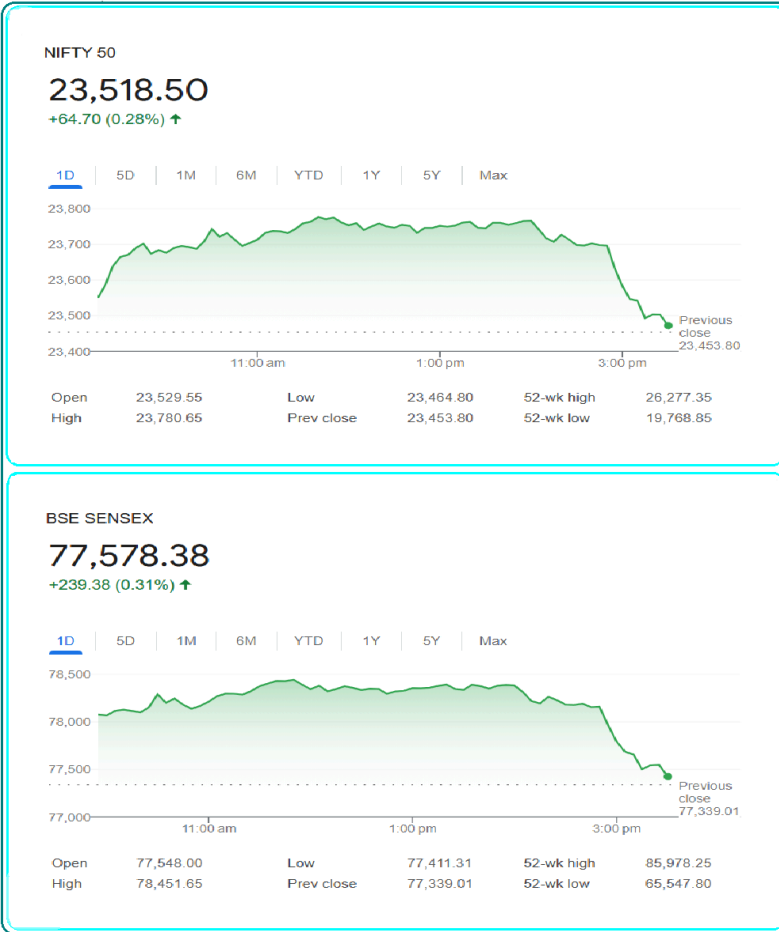 NIFTY 50
23,518.50
+64.70 (0.28%) ↑
1D 5D 1M 6M YTD 1Y 5Y Max
23,800
23,700
23,600
23,500
23,400
Previous
close
23,453.80
11:00 am 1:00 pm 3:00 pm
Open 23,529.55 Low 23,464.80 52-wk high 26,277.35
High 23,780.65 Prev close 23,453.80 52-wk low 19,768.85
BSE SENSEX
77,578.38
+239.38 (0.31%) ↑
1D 5D 1M 6M YTD 1Y 5Y Max
78,500
78,000
77,500
77,000
Previous
close
77,339.01
11:00 am 1:00 pm 3:00 pm
Open 77,548.00 Low 77,411.31 52-wk high 85,978.25
High 78,451.65 Prev close 77,339.01 52-wk low 65,547.80